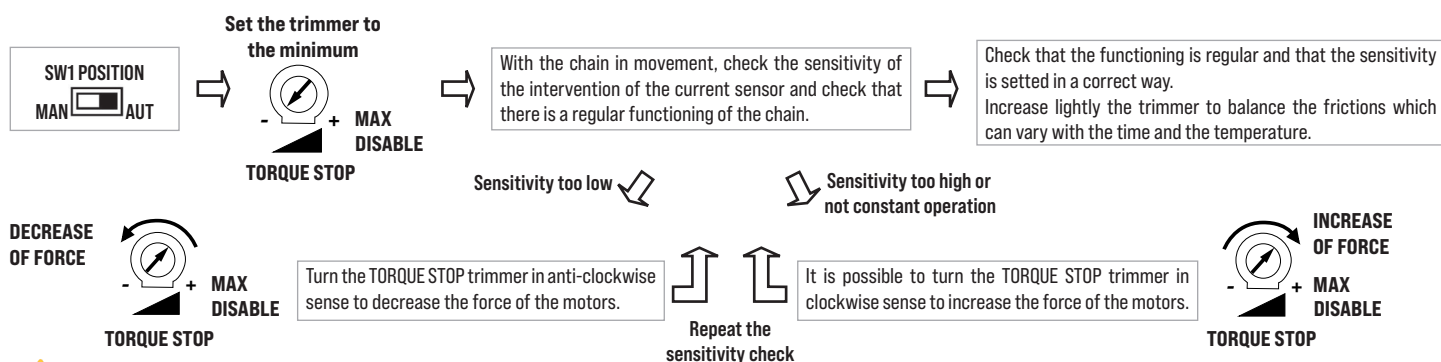 Set the trimmer to
the minimum
SW1 POSITION
MAN AUT
- + MAX
DISABLE
TORQUE STOP
With the chain in movement, check the sensitivity of
the intervention of the current sensor and check that
there is a regular functioning of the chain.
Check that the functioning is regular and that the sensitivity
is setted in a correct way.
Increase lightly the trimmer to balance the frictions which
can vary with the time and the temperature.
Sensitivity too low
Sensitivity too high or
not constant operation
DECREASE
OF FORCE
- + MAX
DISABLE
TORQUE STOP
Turn the TORQUE STOP trimmer in anti-clockwise
sense to decrease the force of the motors.
Repeat the
sensitivity check
It is possible to turn the TORQUE STOP trimmer in
clockwise sense to increase the force of the motors.
INCREASE
OF FORCE
- + MAX
DISABLE
TORQUE STOP